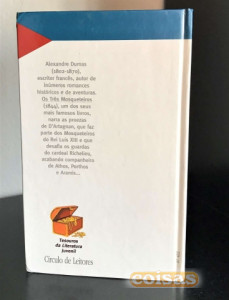 Alexandre Dumas
(1802-1870),
escritor francês, autor de
inúmeros romances
históricos e de aventuras.
Os Três Mosqueteiros
(1844), um dos seus
mais famosos livros,
narra as proezas
de D'Artagnan, que faz
parte dos Mosqueteiros
do Rei Luís XIII e que
desafia os guardas
do cardeal Richelieu,
acabando companheiro
de Athos, Porthos
e Aramis...
Tesouros
da Literatura
Juvenil
Círculo de Leitores
coisas